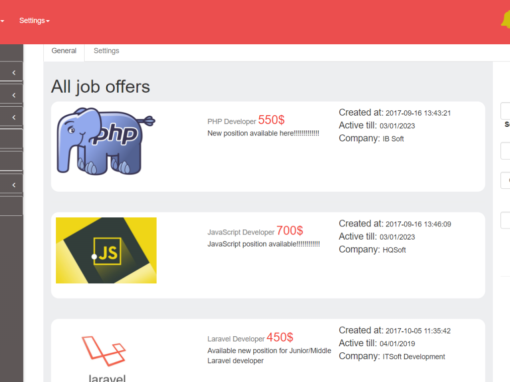 Settings
General
Settings
All job offers
php
PHP Developer 550$
New position available here!!!!!!!!!!!!!
Created at: 2017-09-16 13:43:21
Active till: 03/01/2023
Company: IB Soft
JS
JavaScript Developer 700$
JavaScript position available!!!!!!!!!!!!
Created at: 2017-09-16 13:46:09
Active till: 03/01/2023
Company: HQSoft
laravel
Laravel Developer 450$
Available new position for Junior/Middle
Laravel developer
Created at: 2017-10-05 11:35:42
Active till: 04/01/2019
Company: ITSoft Development